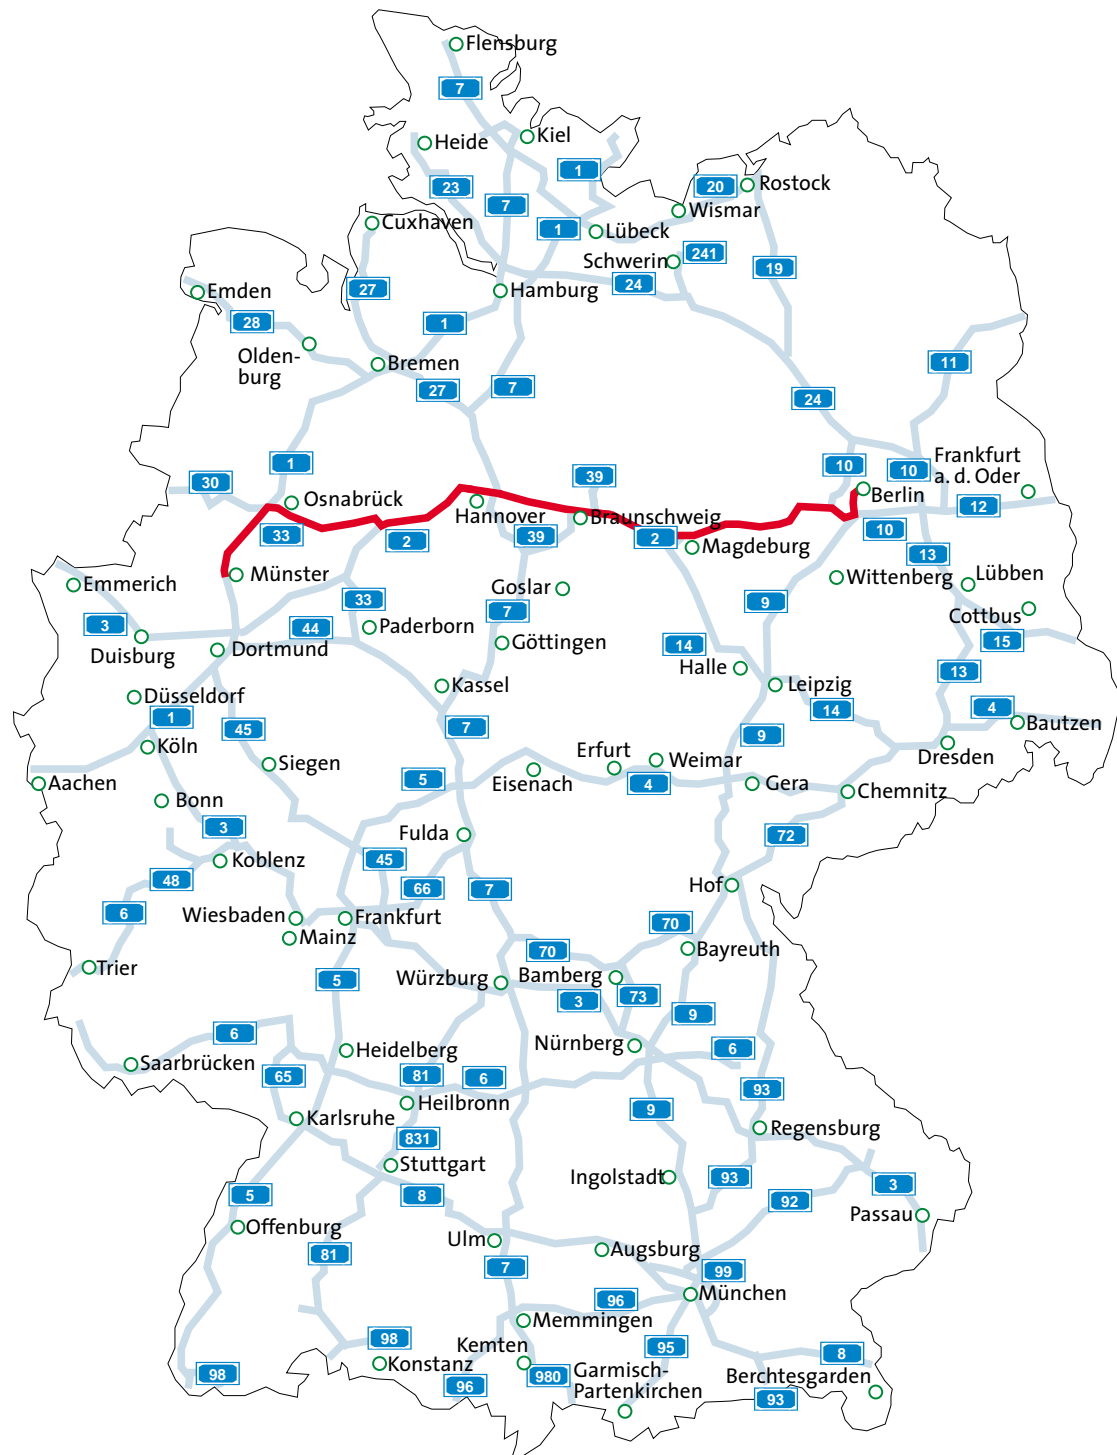 Flensburg
7
Kiel
Heide
1
23
20
Rostock
7
Wismar
Cuxhaven
1
Lübeck
241
Schwerin
19
27
24
Emden
Hamburg
28
1
Olden-
burg
Bremen
11
27
7
24
1
39
10
10
Frankfurt
a. d. Oder
30
Osnabrück
Hannover
Berlin
12
33
2
39
Braunschweig
2
10
Magdeburg
13
Münster
Emmerich
Goslar
9
Wittenberg
Lübben
33
7
Cottbus
3
44
Paderborn
15
Duisburg
Dortmund
Göttingen
14
Halle
13
Düsseldorf
Kassel
Leipzig
1
45
7
14
4
Bautzen
Köln
9
Siegen
Erfurt
Weimar
Dresden
Aachen
5
Eisenach
4
Gera
Chemnitz
Bonn
3
Fulda
72
Koblenz
45
48
66
7
Hof
6
Wiesbaden
Frankfurt
70
Mainz
70
Bayreuth
Trier
5
Würzburg
Bamberg
73
3
9
6
Heidelberg
Nürnberg
6
Saarbrücken
65
81
6
93
Karlsruhe
Heilbronn
9
831
Regensburg
Stuttgart
Ingolstadt
93
3
5
8
92
Passau
Offenburg
Ulm
81
Augsburg
7
99
96
München
Memmingen
98
Kemten
95
8
Konstanz
98
96
980
Garmisch-
Partenkirchen
Berchtesgarden
93